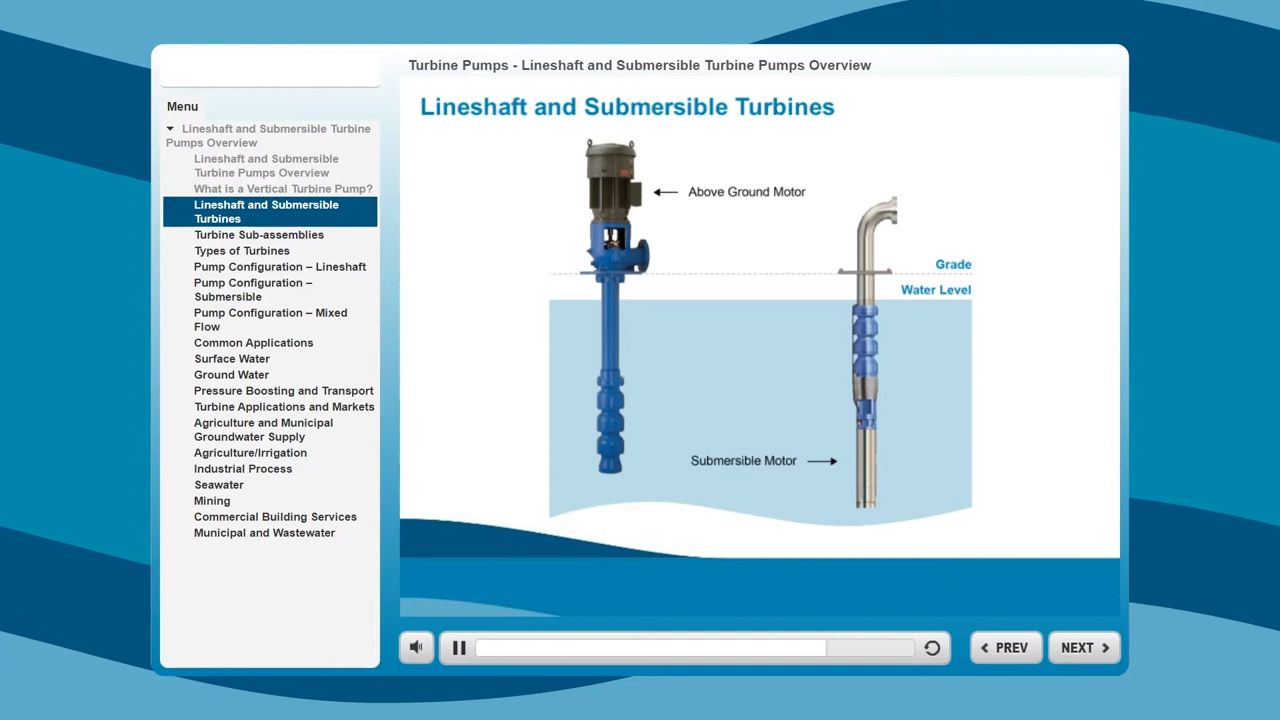 Turbine Pumps - Lineshaft and Submersible Turbine Pumps Overview
Menu
Lineshaft and Submersible Turbine
Pumps Overview
Lineshaft and Submersible
Turbine Pumps Overview
What is a Vertical Turbine Pump?
Lineshaft and Submersible
Turbines
Turbine Sub-assemblies
Types of Turbines
Pump Configuration – Lineshaft
Pump Configuration –
Submersible
Pump Configuration – Mixed
Flow
Common Applications
Surface Water
Ground Water
Pressure Boosting and Transport
Turbine Applications and Markets
Agriculture and Municipal
Groundwater Supply
Agriculture/Irrigation
Industrial Process
Seawater
Mining
Commercial Building Services
Municipal and Wastewater
Lineshaft and Submersible Turbines
Above Ground Motor
Grade
Water Level
Submersible Motor
PREV
NEXT